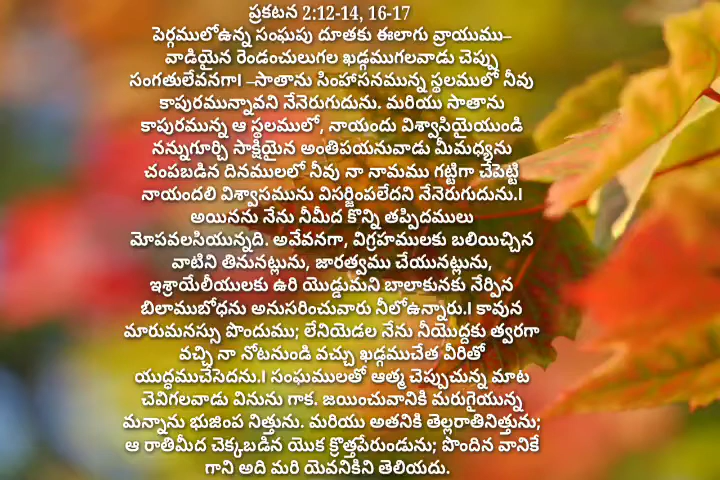 ప్రకటన 2:12-14, 16-17
పెర్గములోఉన్న సంఘపు దూతకు ఈలాగు వ్రాయుము–
వాడియైన రెండంచులుగల ఖడ్గముగలవాడు చెప్పు
సంగతులేవనగా। –సాతాను సింహాసనమున్న స్థలములో నీవు
కాపురమున్నావని నేనెరుగుదును. మరియు సాతాను
కాపురమున్న ఆ స్థలములో, నాయందు విశ్వాసియైయుండి
నన్నుగూర్చి సాక్షియైన అంతిపయనువాడు మీమధ్యను
చంపబడిన దినములలో నీవు నా నామము గట్టిగా చేపెట్టి
నాయందలి విశ్వాసమును విసర్జింపలేదని నేనెరుగుదును.।
అయినను నేను నీమీద కొన్ని తప్పిదములు
మోపవలసియున్నది. అవేవనగా, విగ్రహములకు బలియిచ్చిన
వాటిని తినునట్లును, జారత్వము చేయునట్లును,
ఇశ్రాయేలీయులకు ఉరి యొడ్డుమని బాలాకునకు నేర్పిన
బిలాముబోధను అనుసరించువారు నీలోఉన్నారు.। కావున
మారుమనస్సు పొందుము; లేనియెడల నేను నీయొద్దకు త్వరగా
వచ్చి నా నోటనుండి వచ్చు ఖడ్గముచేత వీరితో
యుద్ధముచేసెదను.। సంఘములతో ఆత్మ చెప్పుచున్న మాట
చెవిగలవాడు వినును గాక. జయించువానికి మరుగైయున్న
మన్నాను భుజింప నిత్తును. మరియు అతనికి తెల్లరాతినిత్తును;
ఆ రాతిమీద చెక్కబడిన యొక క్రొత్తపేరుండును; పొందిన వానికే
గాని అది మరి యెవనికిని తెలియదు.